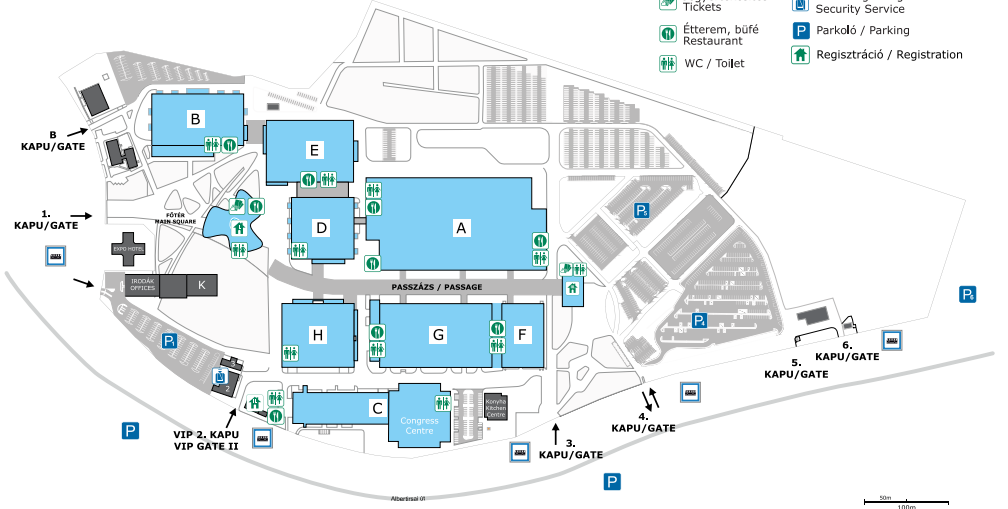 Tickets
Security Service
Étterem, büfé
Restaurant
P Parkoló / Parking
WC / Toilet
Regisztráció / Registration
B
KAPU/GATE
B
E
1.
KAPU/GATE
FŐTÉR
MAIN SQUARE
D
A
P5
EXPO HOTEL
IRODÁK
OFFICES
K
PASSZÁZS / PASSAGE
P6
P1
P4
H
G
F
5.
KAPU/GATE
6.
KAPU/GATE
2
C
Congress
Centre
Konyha
Kitchen
Centre
VIP 2. KAPU
VIP GATE II
P
3.
KAPU/GATE
4.
KAPU/GATE
P
Albertirsai út
50m
100m